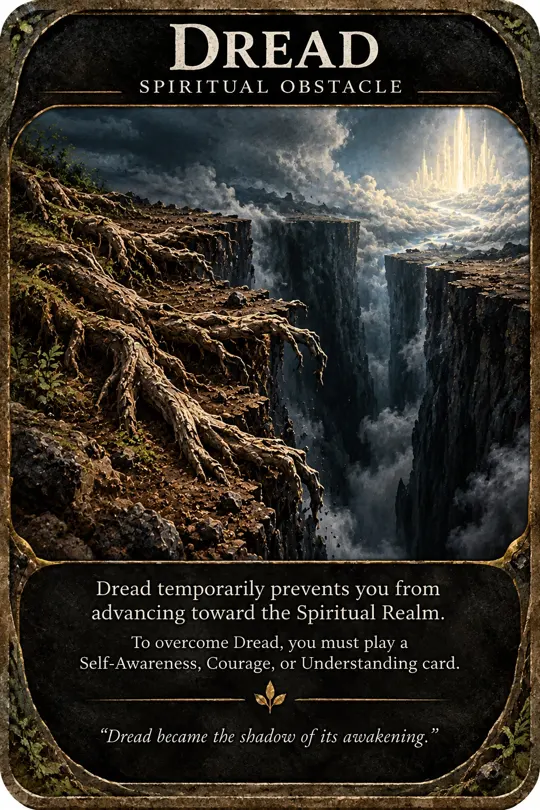 DREAD
SPIRITUAL OBSTACLE
Dread temporarily prevents you from
advancing toward the Spiritual Realm.
To overcome Dread, you must play a
Self-Awareness, Courage, or Understanding card.
“Dread became the shadow of its awakening.”